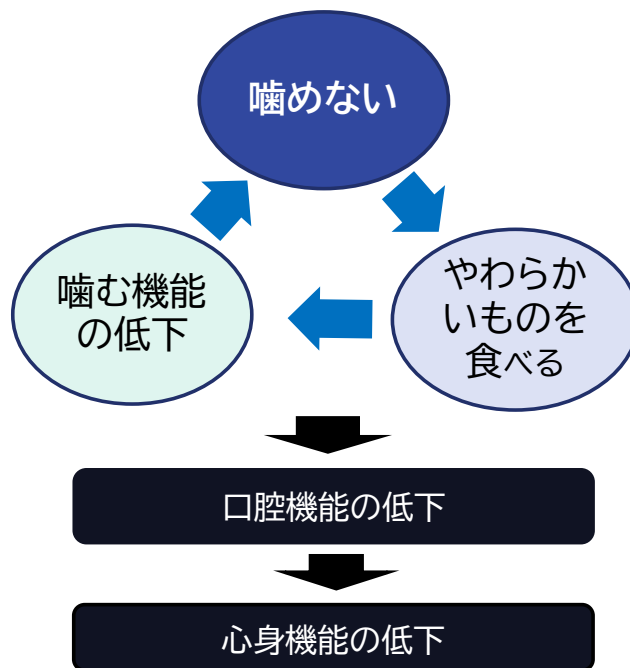 噛めない
噛む機能
の低下
やわらか
いものを
食べる
口腔機能の低下
心身機能の低下